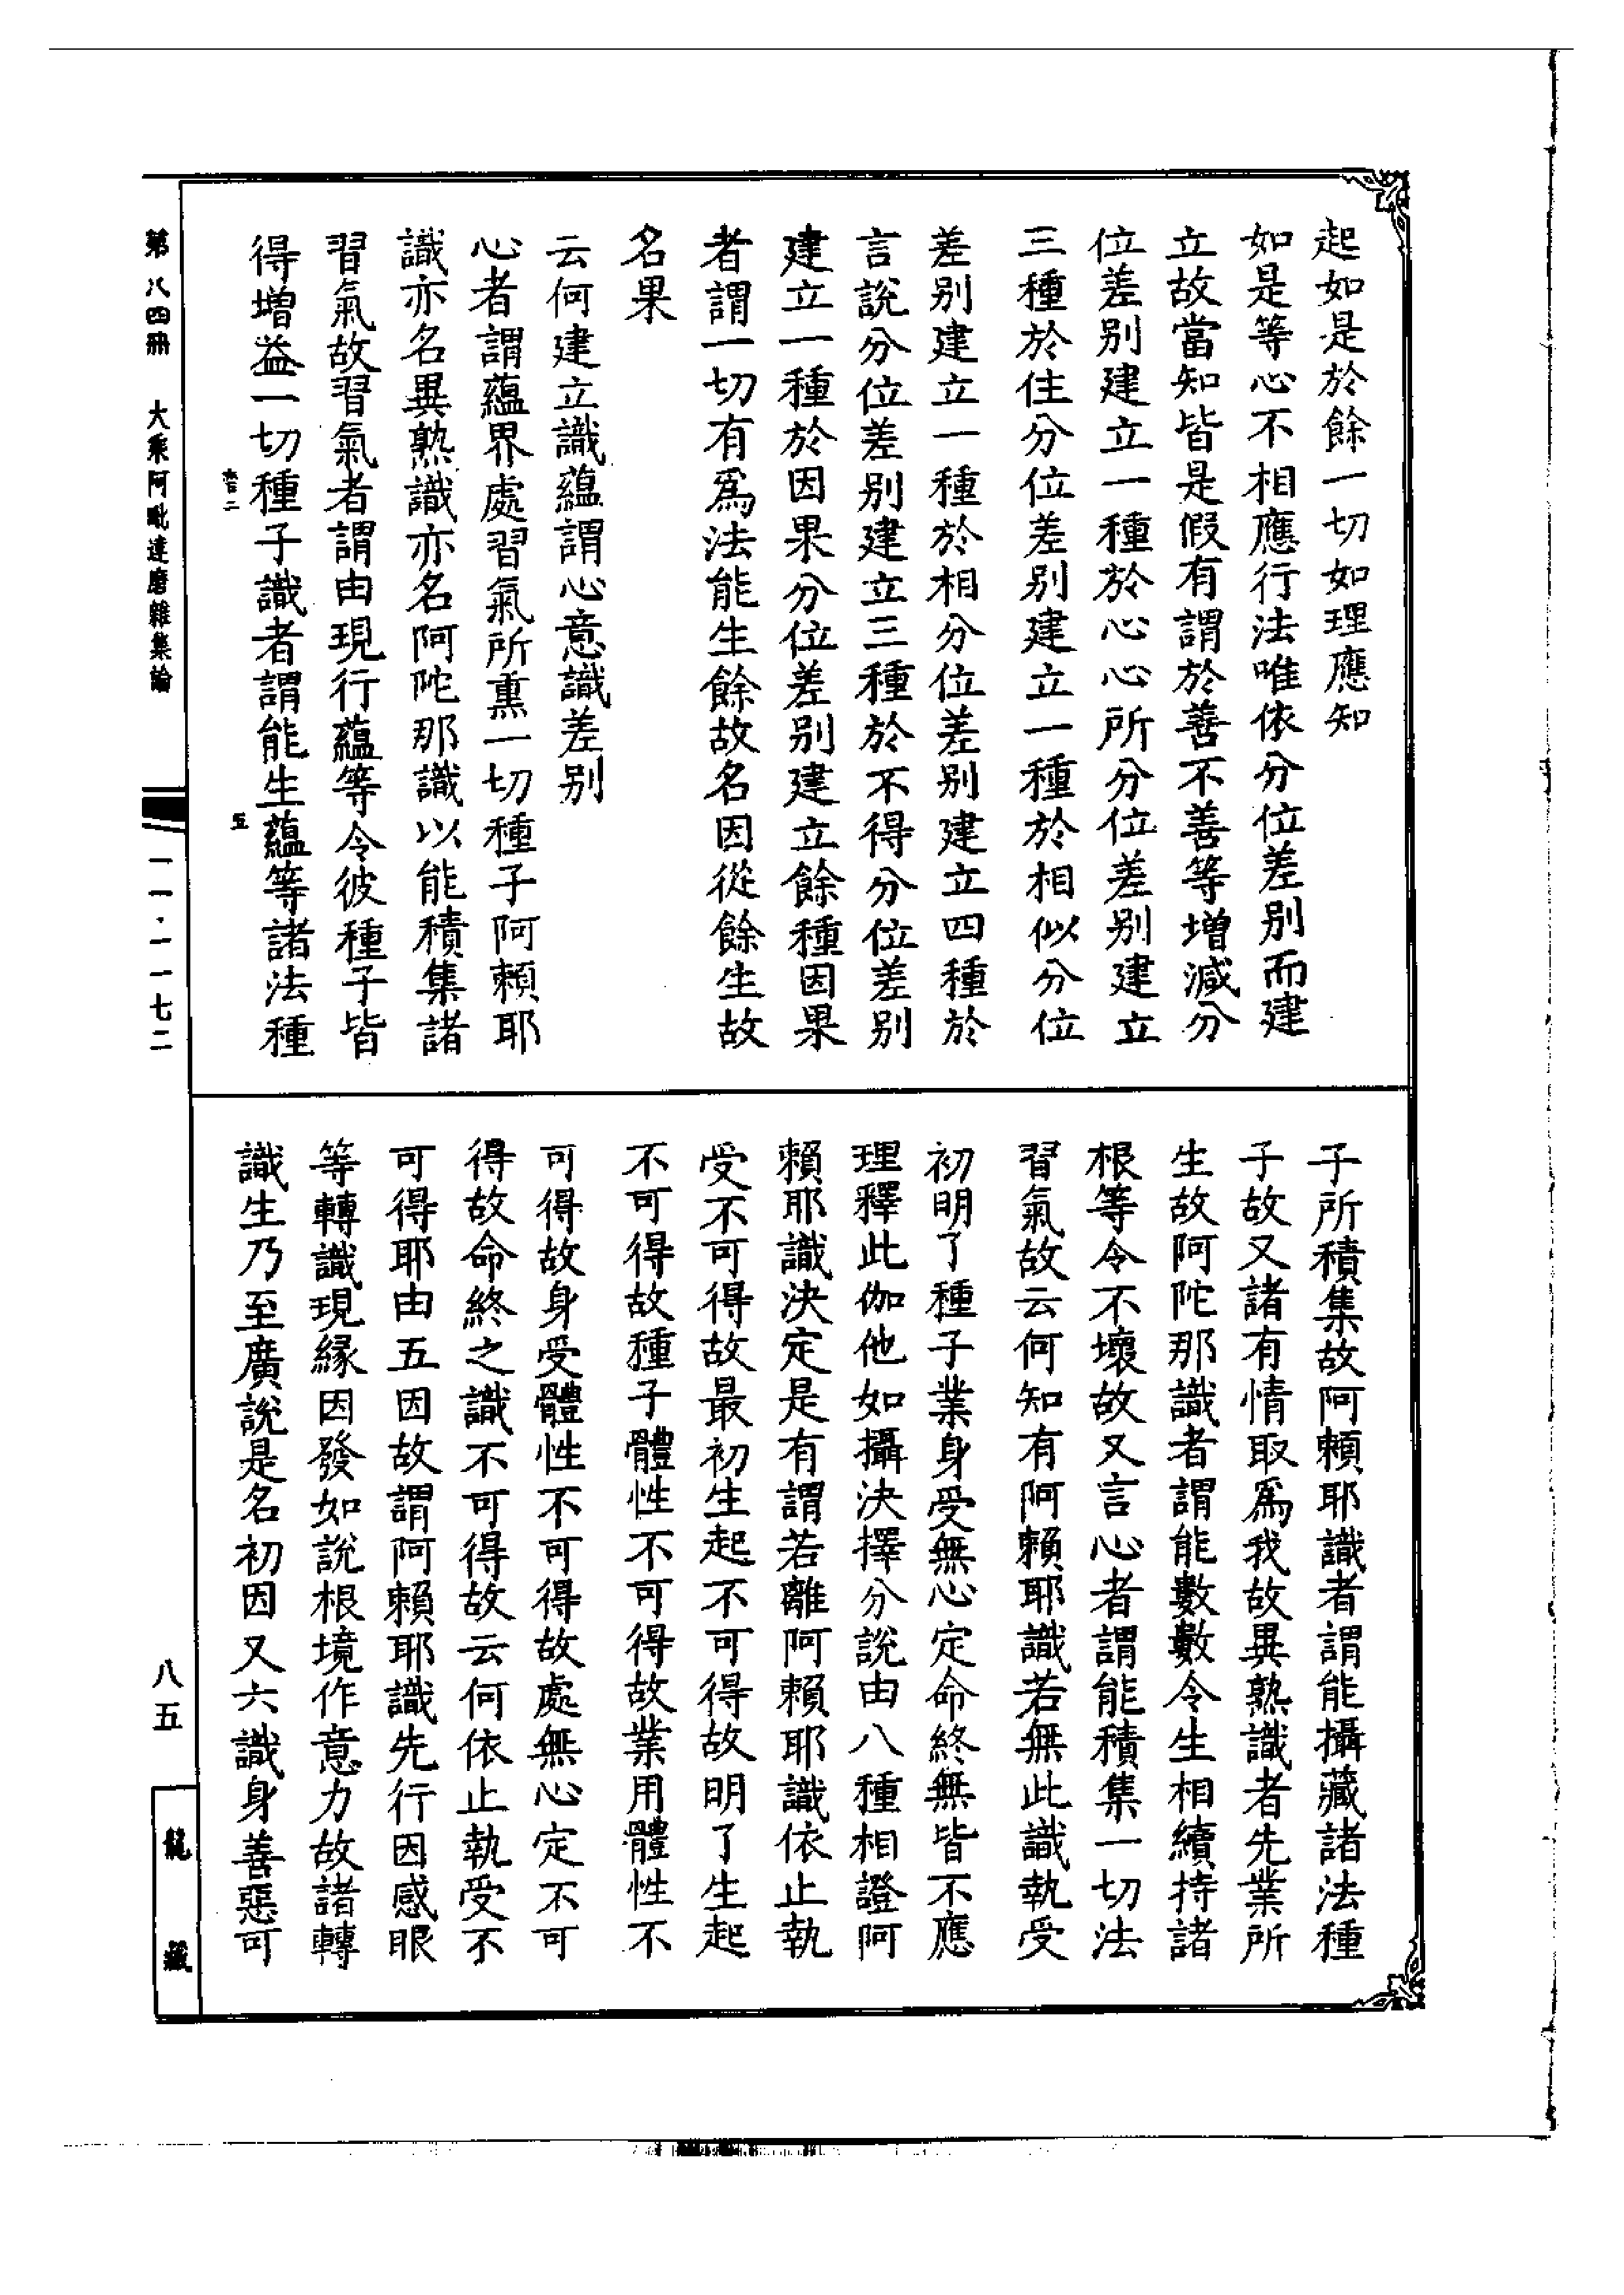 起如是於餘一切如理應知
如是等心不相應行法唯依分位差別而建
立故當知皆是假有謂於善不善等增減分
位差別建立一種於心心所分位差別建立
三種於住分位差別建立一種於相似分位
差別建立一種於相分位差別建立四種於
言說分位差別建立三種於不得分位差別
建立一種於因果分位差別建立餘種因果
者謂一切有爲法能生餘故名因從餘生故
名果
云何建立識蘊謂心意識差別
心者謂蘊界處習氣所熏一切種子阿賴耶
識亦名異熟識亦名阿陀那識以能積集諸
習氣故習氣者謂由現行蘊等令彼種子皆
得增益一切種子識者謂能生蘊等諸法種
子所積集故阿賴耶識者謂能攝藏諸法種
子故又諸有情取爲我故異熟識者先業所
生故阿陀那識者謂能數數令生相續持諸
根等令不壞故又言心者謂能積集一切法
習氣故云何知有阿賴耶識若無此識執受
初明了種子業身受無心定命終無皆不應
理釋此伽他如攝決擇分說由八種相證阿
賴耶識決定是有謂若離阿賴耶識依止執
受不可得故最初生起不可得故明了生起
不可得故種子體性不可得故業用體性不
可得故身受體性不可得故處無心定不可
得故命終之識不可得故云何依止執受不
可得耶由五因故謂阿賴耶識先行因感眼
等轉識現緣因發如說根境作意力故諸轉
識生乃至廣說是名初因又六識身善惡可
五
第八四冊 大乘阿毗達磨雜集論
一一·一一七二
八五
龍藏